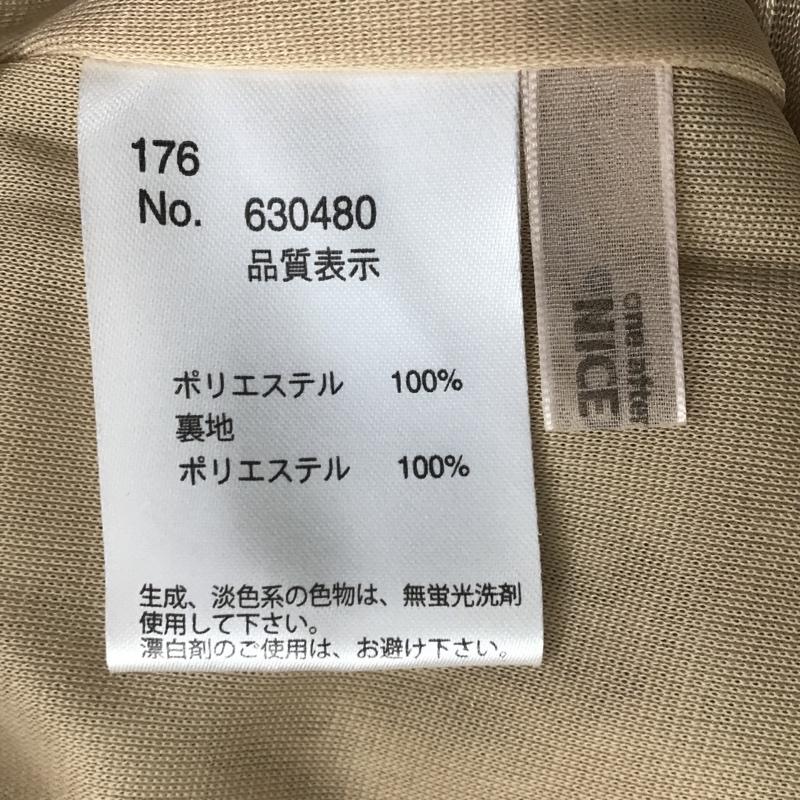 176
No. 630480
品質表示
ポリエステル 100%
裏地
ポリエステル 100%
生成、淡色系の色物は、無蛍光洗剤
使用して下さい。
漂白剤のご使用は、お避け下さい。
one after
NICE